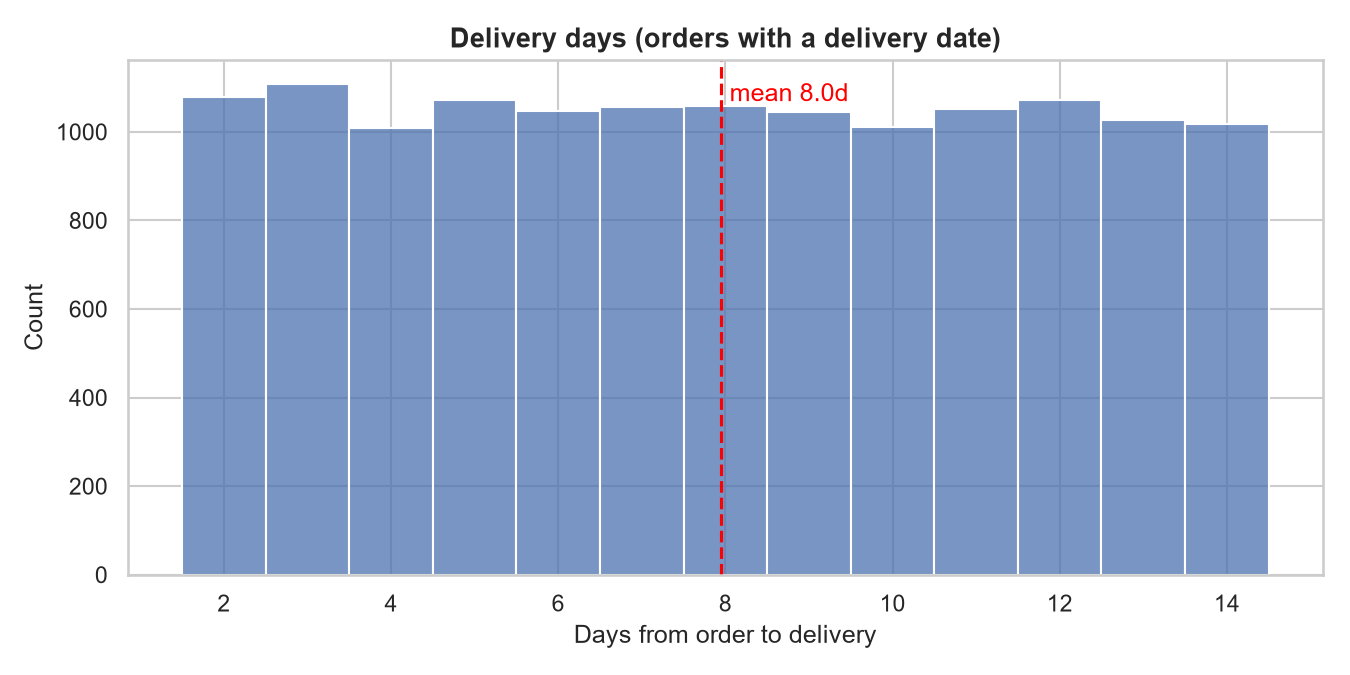 Delivery days (orders with a delivery date)
mean 8.0d
1000
800
600
400
200
0
Count
2 4 6 8 10 12 14
Days from order to delivery